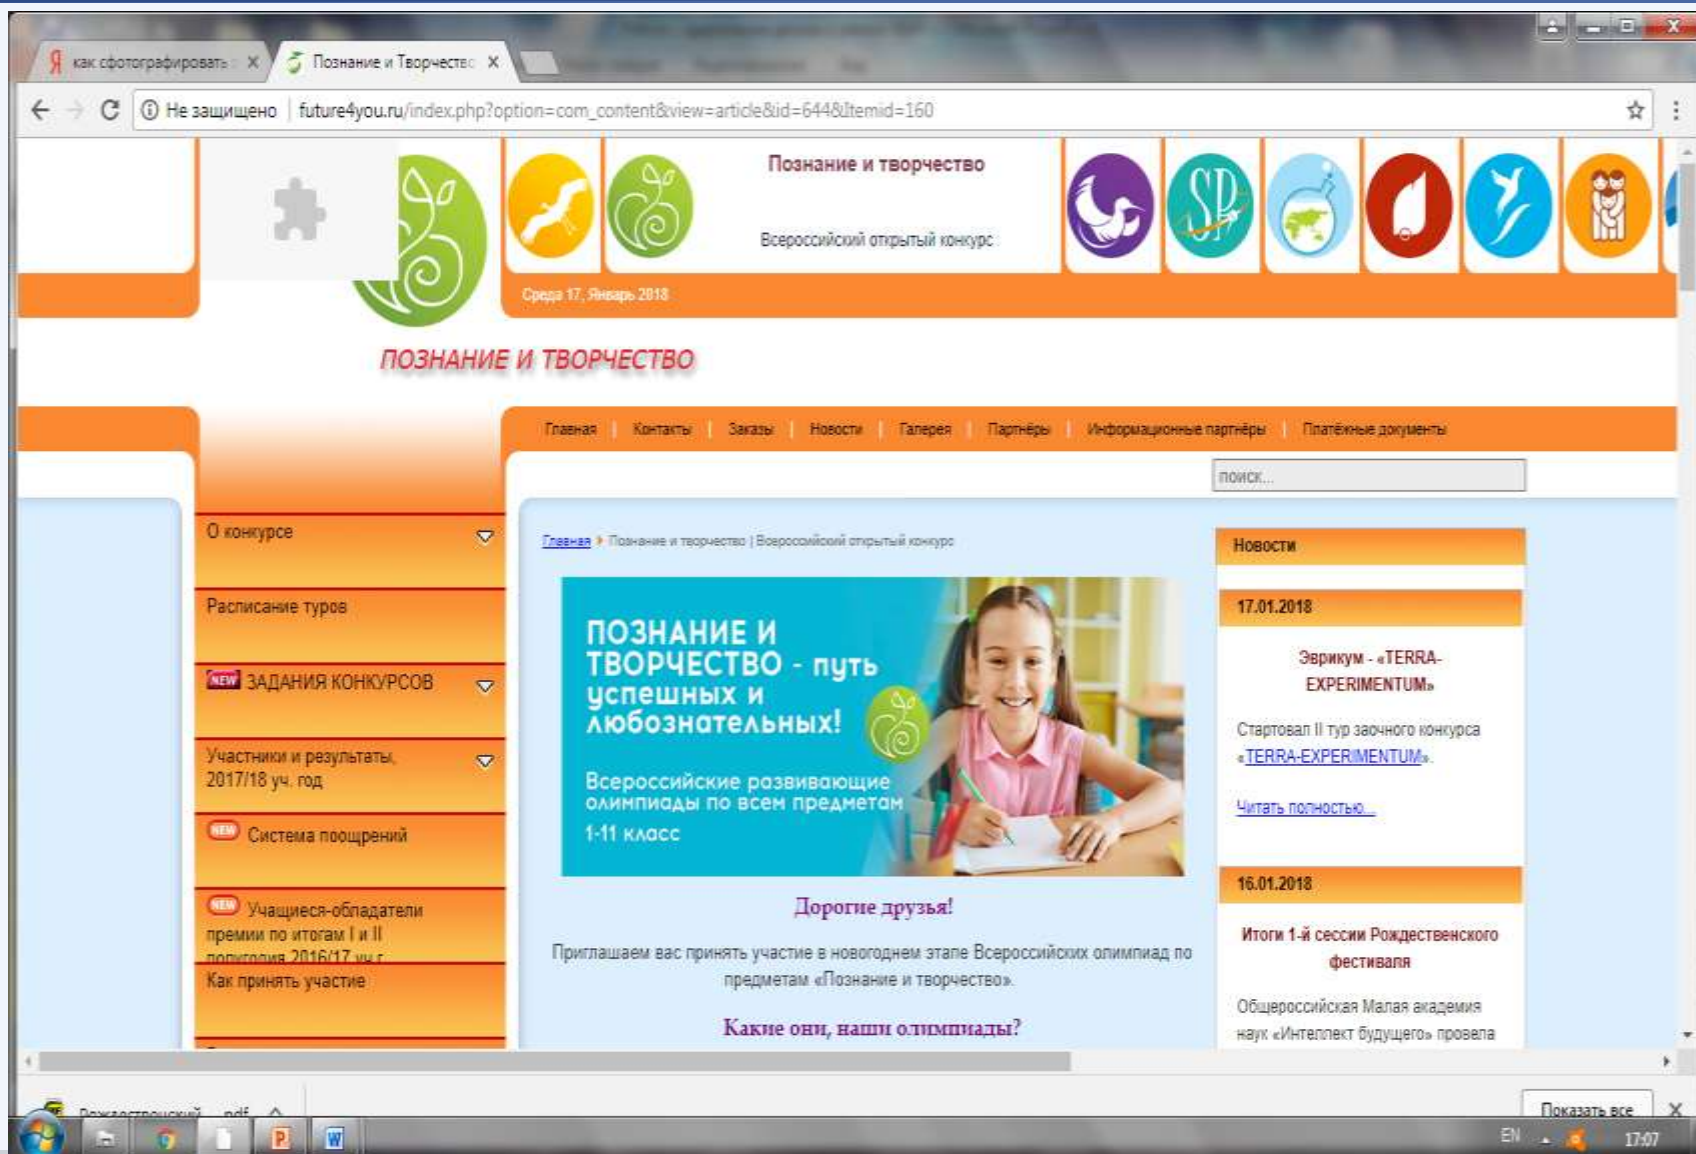 как сфотографировать
Познание и Творчество
Не защищено | future4you.ru/index.php?option=com_content&view=article&id=644&Itemid=160
Познание и творчество
Всероссийский открытый конкурс
Среда 17, Январь 2018
ПОЗНАНИЕ И ТВОРЧЕСТВО
Главная | Контакты | Заказы | Новости | Галерея | Партнёры | Информационные партнёры | Платёжные документы
поиск...
О конкурсе
Расписание туров
NEW ЗАДАНИЯ КОНКУРСОВ
Участники и результаты,
2017/18 уч. год
NEW Система поощрений
NEW Учащиеся-обладатели
премии по итогам I и II
полугодия 2016/17 уч.г.
Как принять участие
Главная Познание и творчество | Всероссийский открытый конкурс
ПОЗНАНИЕ И
ТВОРЧЕСТВО - путь
успешных и
любознательных!
Всероссийские развивающие
олимпиады по всем предметам
1-11 класс
Дорогие друзья!
Приглашаем вас принять участие в новогоднем этапе Всероссийских олимпиад по
предметам «Познание и творчество».
Какие они, наши олимпиады?
Новости
17.01.2018
Эврикум - «TERRA-
EXPERIMENTUM»
Стартовал II тур заочного конкурса
«TERRA-EXPERIMENTUM».
Читать полностью...
16.01.2018
Итоги 1-й сессии Рождественского
фестиваля
Общероссийская Малая академия
наук «Интеллект будущего» провела
Рождественский ....pdf
Показать все
EN
17:07